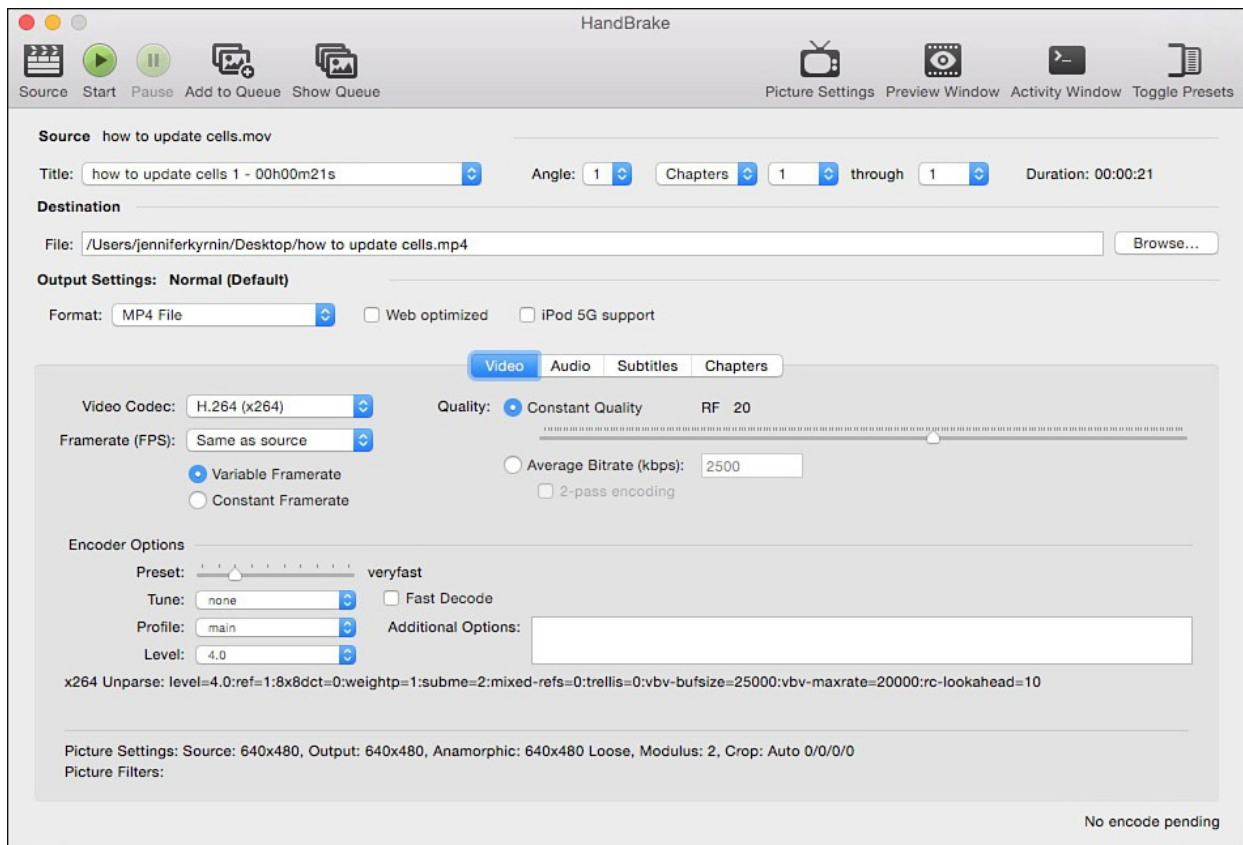 HandBrake
Source Start Pause Add to Queue Show Queue Picture Settings Preview Window Activity Window Toggle Presets
Source how to update cells.mov
Title: how to update cells 1 - 00h00m21s Angle: 1 Chapters 1 through 1 Duration: 00:00:21
Destination
File: /Users/jenniferkyrnin/Desktop/how to update cells.mp4 Browse...
Output Settings: Normal (Default)
Format: MP4 File Web optimized iPod 5G support
Video Audio Subtitles Chapters
Video Codec: H.264 (x264) Quality: Constant Quality RF 20
Framerate (FPS): Same as source
Average Bitrate (kbps): 2500
Variable Framerate
2-pass encoding
Constant Framerate
Encoder Options
Preset: veryfast
Tune: none Fast Decode
Profile: main Additional Options:
Level: 4.0
x264 Unparse: level=4.0:ref=1:8x8dct=0:weightp=1:subme=2:mixed-refs=0:trellis=0:vbv-bufsize=25000:vbv-maxrate=20000:rc-lookahead=10
Picture Settings: Source: 640x480, Output: 640x480, Anamorphic: 640x480 Loose, Modulus: 2, Crop: Auto 0/0/0/0
Picture Filters:
No encode pending